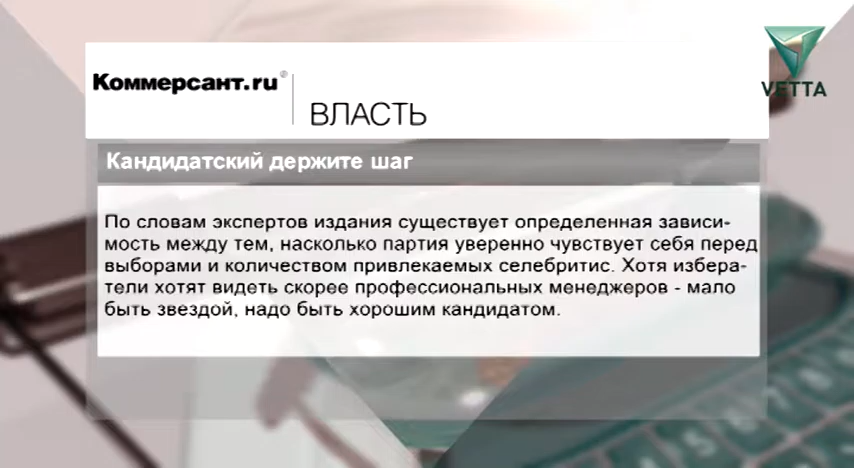 Коммерсант.ru®
ВЛАСТЬ
VETTA
Кандидатский держите шаг
По словам экспертов издания существует определенная зависи-
мость между тем, насколько партия уверенно чувствует себя перед
выборами и количеством привлекаемых селебритис. Хотя избера-
тели хотят видеть скорее профессиональных менеджеров - мало
быть звездой, надо быть хорошим кандидатом.